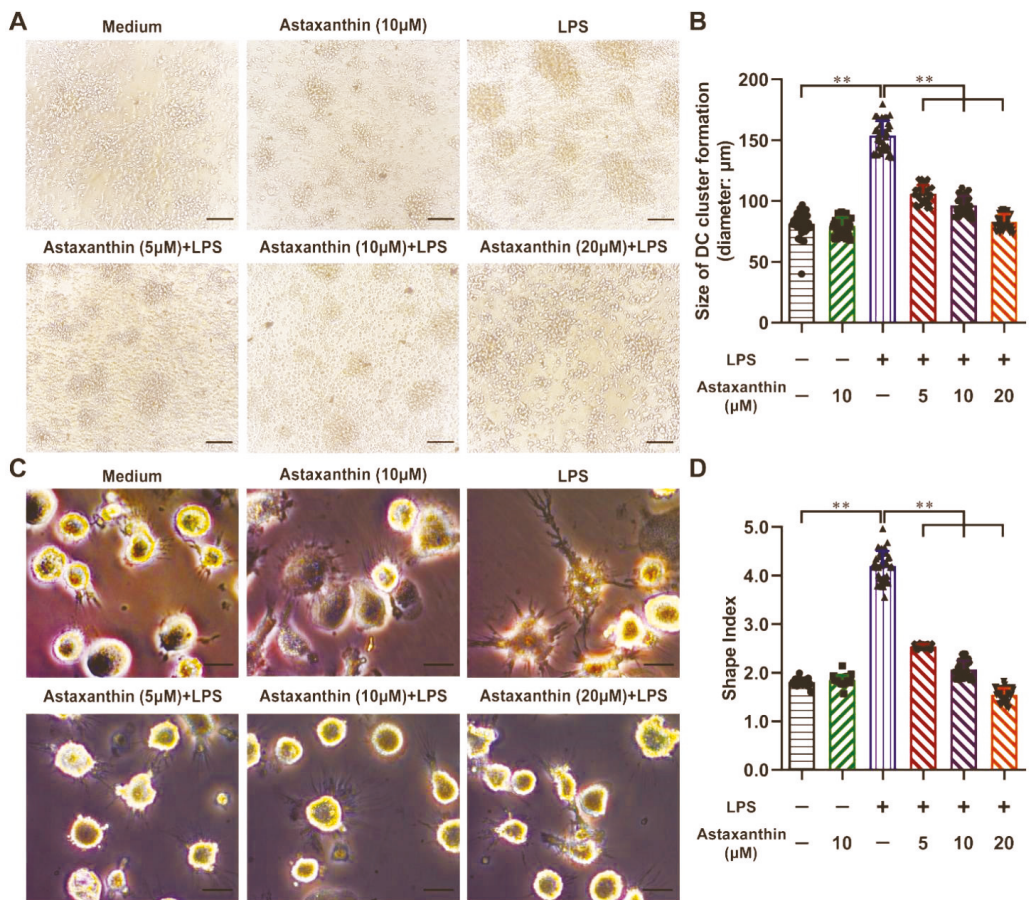 A
Medium
Astaxanthin (10μM)
LPS
Astaxanthin (5μM)+LPS
Astaxanthin (10μM)+LPS
Astaxanthin (20μM)+LPS
B
Size of DC cluster formation
(diameter: μm)
200
150
100
50
0
**
**
LPS
– – + + + +
Astaxanthin
(μM)
– 10 – 5 10 20
C
Medium
Astaxanthin (10μM)
LPS
Astaxanthin (5μM)+LPS
Astaxanthin (10μM)+LPS
Astaxanthin (20μM)+LPS
D
Shape Index
5.0
4.0
3.0
2.0
1.0
0.0
**
**
LPS
– – + + + +
Astaxanthin
(μM)
– 10 – 5 10 20